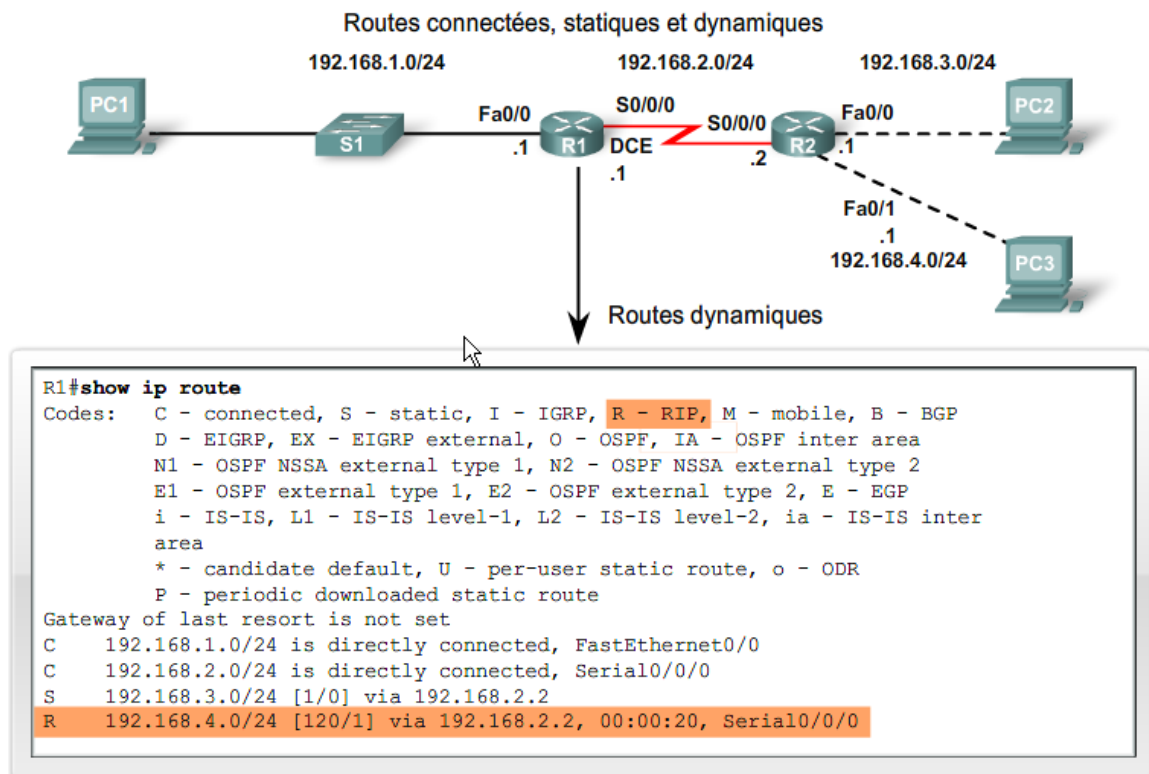 Routes connectées, statiques et dynamiques
192.168.1.0/24
192.168.2.0/24
192.168.3.0/24
PC1
S1
Fa0/0
.1
R1
S0/0/0
DCE
.1
S0/0/0
.2
R2
Fa0/0
.1
PC2
Fa0/1
.1
192.168.4.0/24
PC3
Routes dynamiques
R1#show ip route
Codes: C - connected, S - static, I - IGRP, R - RIP, M - mobile, B - BGP
D - EIGRP, EX - EIGRP external, O - OSPF, IA - OSPF inter area
N1 - OSPF NSSA external type 1, N2 - OSPF NSSA external type 2
E1 - OSPF external type 1, E2 - OSPF external type 2, E - EGP
i - IS-IS, L1 - IS-IS level-1, L2 - IS-IS level-2, ia - IS-IS inter
area
* - candidate default, U - per-user static route, o - ODR
P - periodic downloaded static route
Gateway of last resort is not set
C 192.168.1.0/24 is directly connected, FastEthernet0/0
C 192.168.2.0/24 is directly connected, Serial0/0/0
S 192.168.3.0/24 [1/0] via 192.168.2.2
R 192.168.4.0/24 [120/1] via 192.168.2.2, 00:00:20, Serial0/0/0